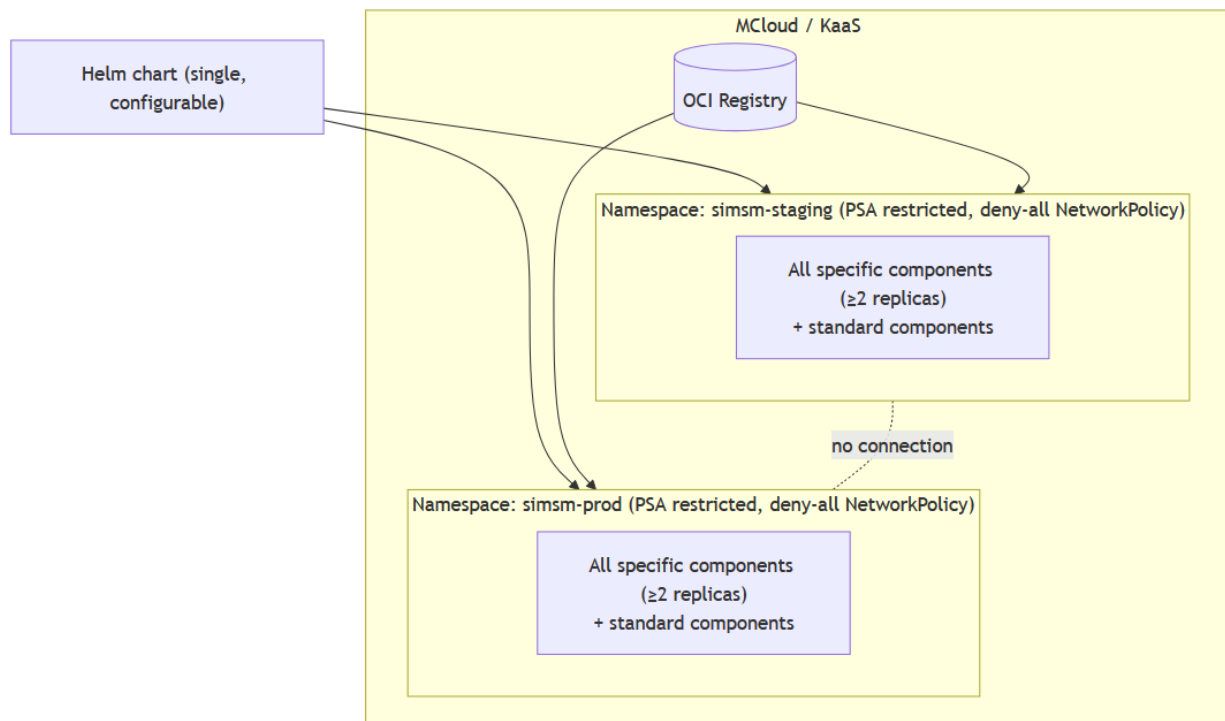 MCloud / KaaS
Helm chart (single,
configurable)
OCI Registry
Namespace: simsm-staging (PSA restricted, deny-all NetworkPolicy)
All specific components
(≥2 replicas)
+ standard components
no connection
Namespace: simsm-prod (PSA restricted, deny-all NetworkPolicy)
All specific components
(≥2 replicas)
+ standard components